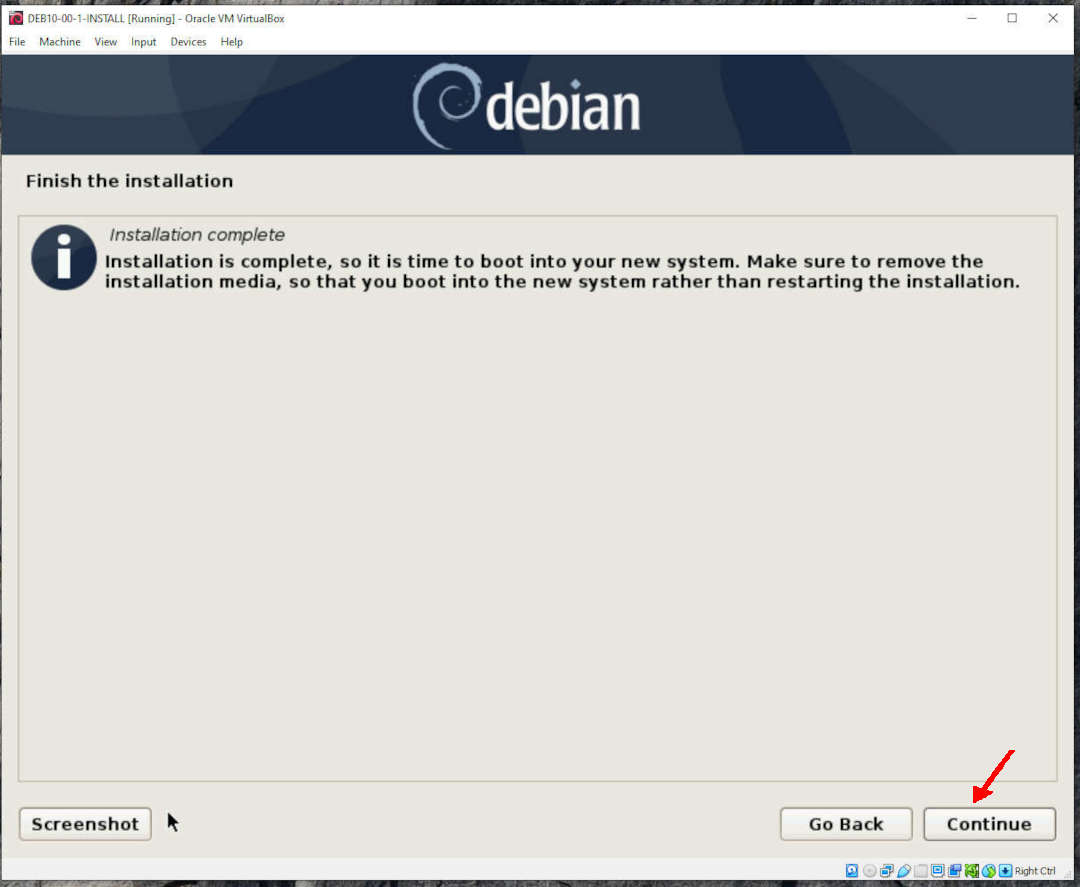 DEB10-00-1-INSTALL [Running] - Oracle VM VirtualBox
File Machine View Input Devices Help
debian
Finish the installation
Installation complete
Installation is complete, so it is time to boot into your new system. Make sure to remove the
installation media, so that you boot into the new system rather than restarting the installation.
Screenshot Go Back Continue
Right Ctrl